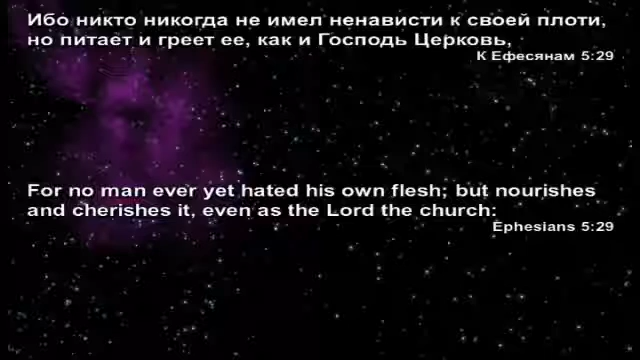 Ибо никто никогда не имел ненависти к своей плоти,
но питает и греет ее, как и Господь Церковь,
К Ефесянам 5:29
For no man ever yet hated his own flesh; but nourishes
and cherishes it, even as the Lord the church:
Ephesians 5:29